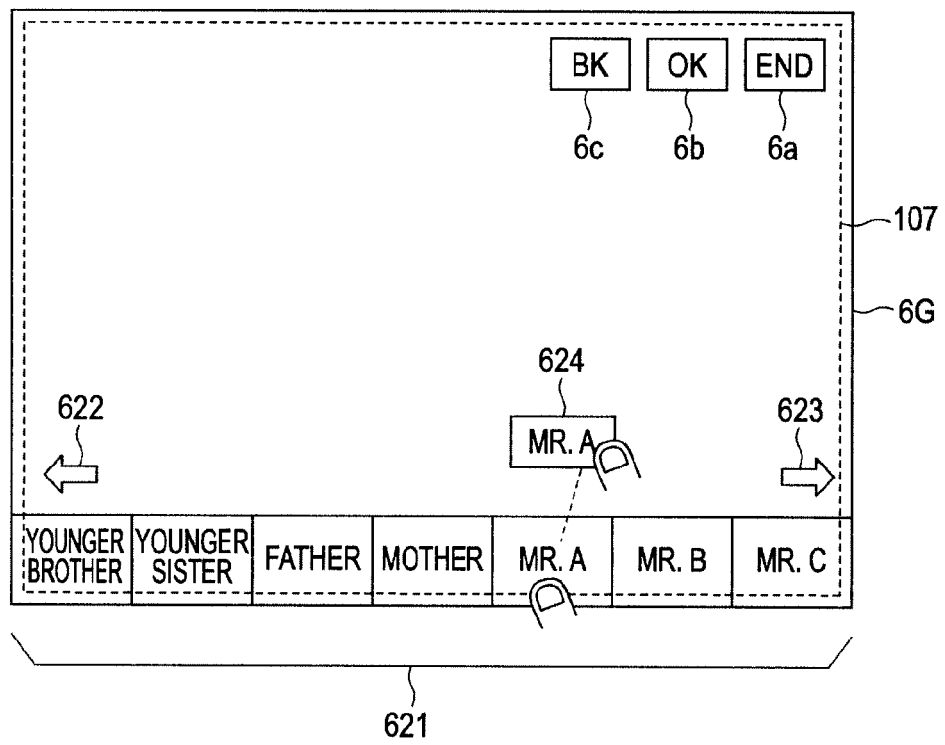 BK OK END
6c 6b 6a
107
6G
624
622
623
MR. A
YOUNGER BROTHER
YOUNGER SISTER
FATHER
MOTHER
MR. A
MR. B
MR. C
621